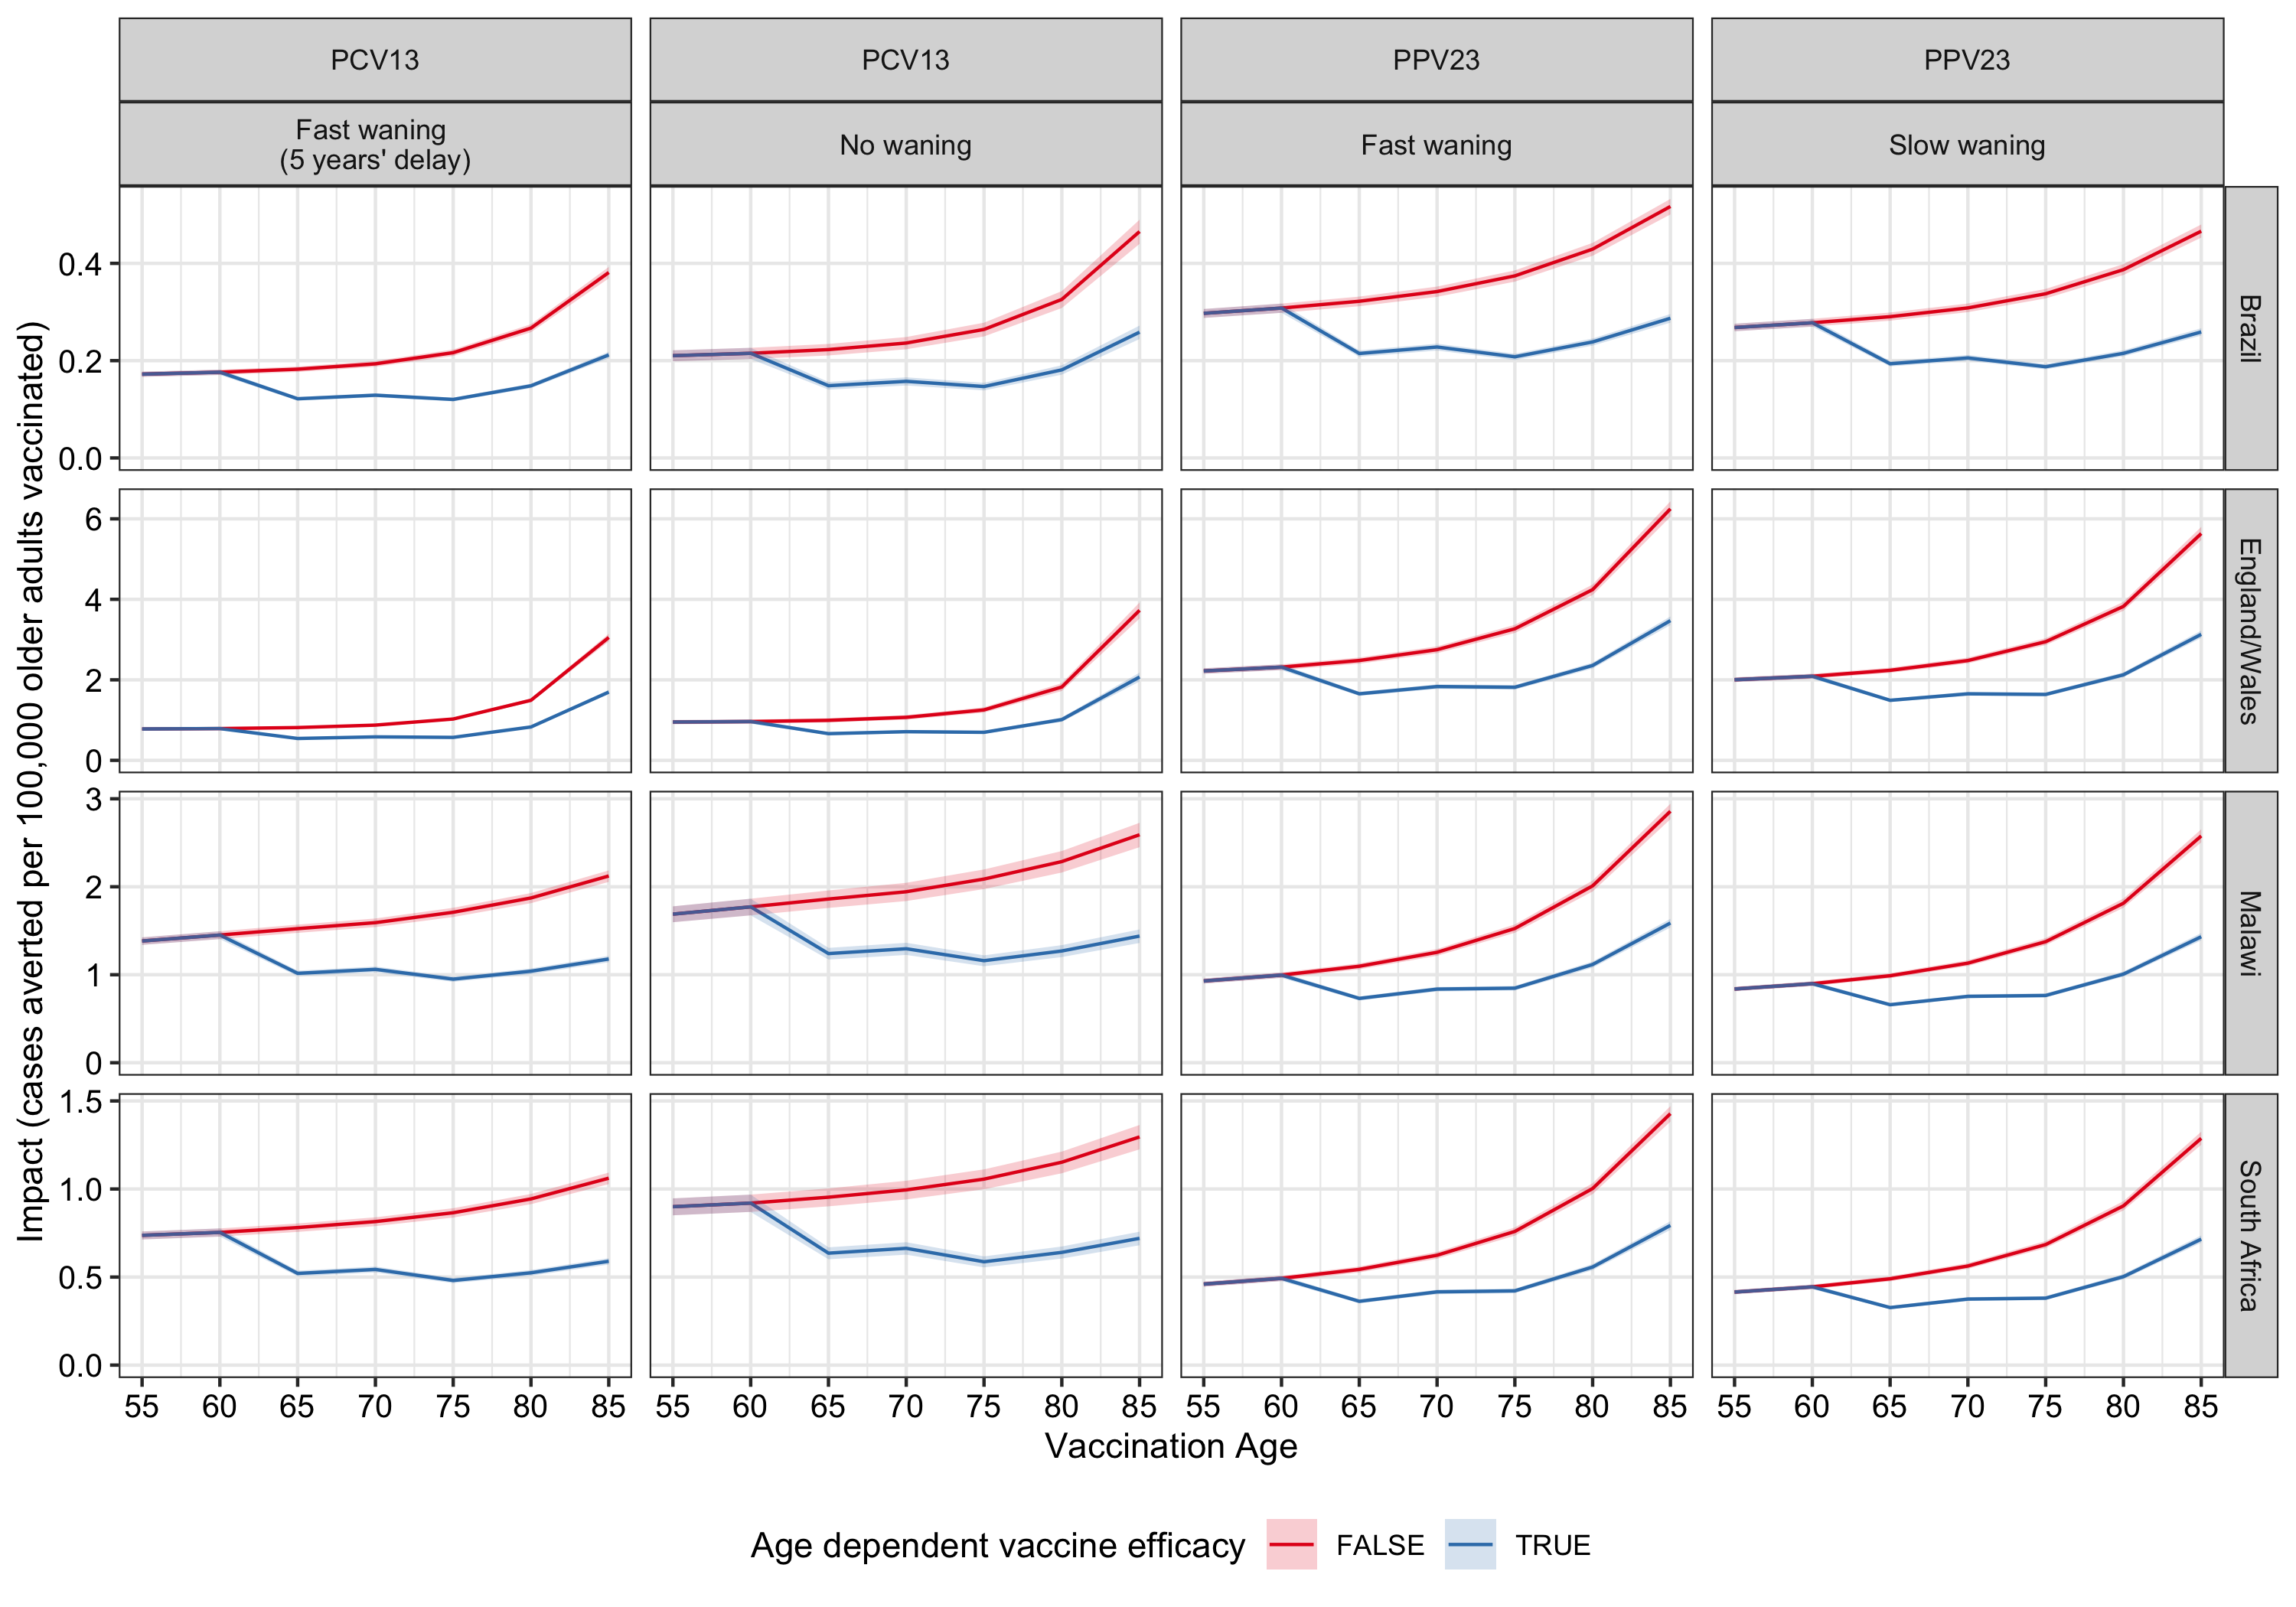 PCV13
PCV13
PPV23
PPV23
Fast waning
(5 years' delay)
No waning
Fast waning
Slow waning
Impact (cases averted per 100,000 older adults vaccinated)
0.4
0.2
0.0
Brazil
6
4
2
0
England/Wales
3
2
1
0
Malawi
1.5
1.0
0.5
0.0
South Africa
55 60 65 70 75 80 85
55 60 65 70 75 80 85
55 60 65 70 75 80 85
55 60 65 70 75 80 85
Vaccination Age
Age dependent vaccine efficacy FALSE TRUE